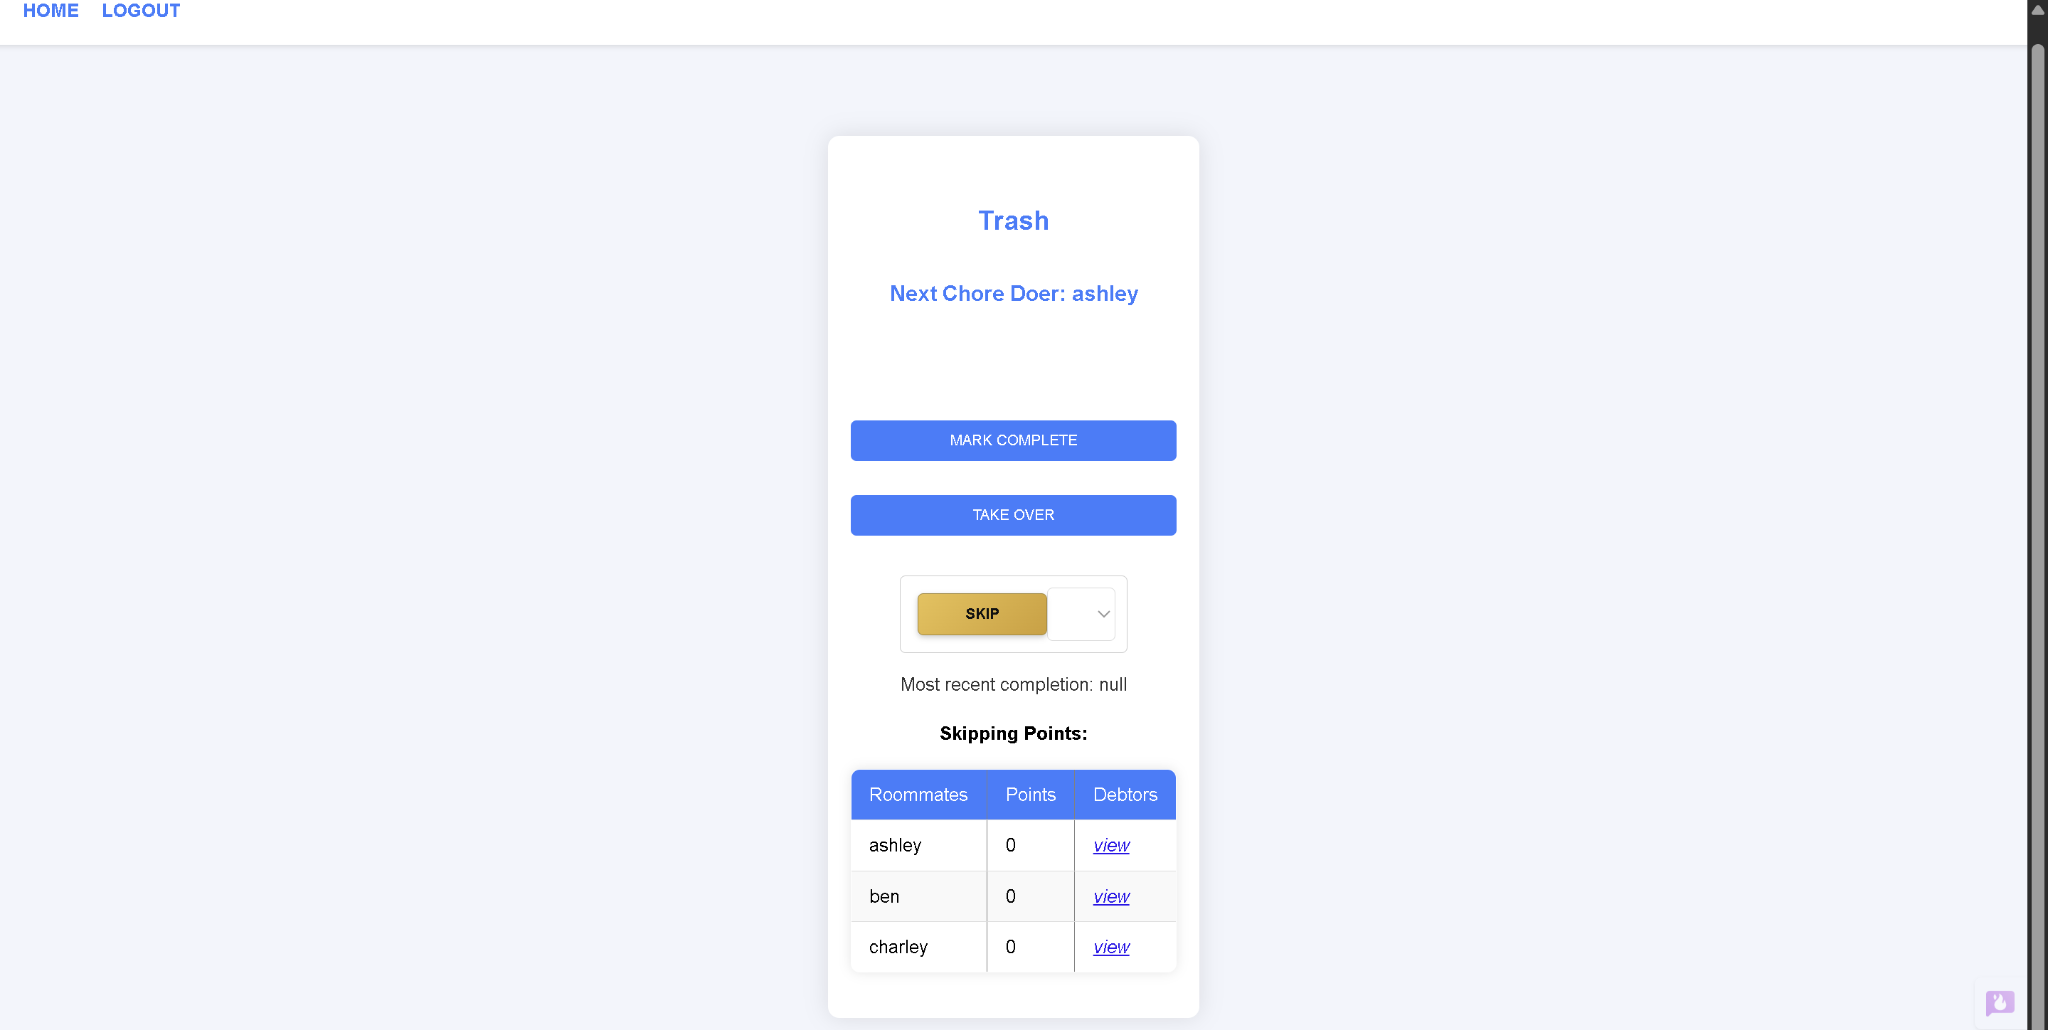 HOME LOGOUT
Trash
Next Chore Doer: ashley
MARK COMPLETE
TAKE OVER
SKIP
Most recent completion: null
Skipping Points:
Roommates Points Debtors
ashley 0 view
ben 0 view
charley 0 view